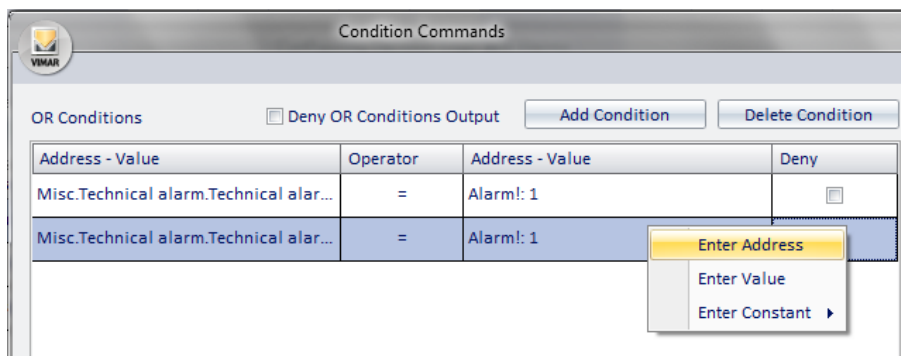 Condition Commands
VIMAR
OR Conditions Deny OR Conditions Output Add Condition Delete Condition
Address - Value Operator Address - Value Deny
Misc.Technical alarm.Technical alar... = Alarm!: 1
Misc.Technical alarm.Technical alar... = Alarm!: 1
Enter Address
Enter Value
Enter Constant